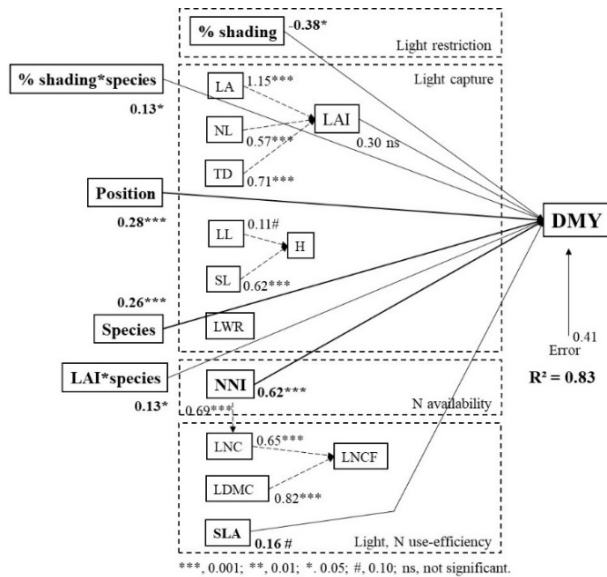 % shading
-0.38*
Light restriction
% shading*species
0.13*
Light capture
LA
1.15***
NL
0.57***
TD
0.71***
LAI
0.30 ns
Position
0.28***
LL
0.11#
SL
0.62***
H
LWR
DMY
0.26***
Species
LAI*species
0.13*
0.41
Error
R² = 0.83
NNI
0.62***
N availability
0.69***
LNC
0.65***
LDMC
0.82***
LNCF
SLA
0.16 #
Light, N use-efficiency
***, 0.001; **, 0.01; *. 0.05; #, 0.10; ns, not significant.